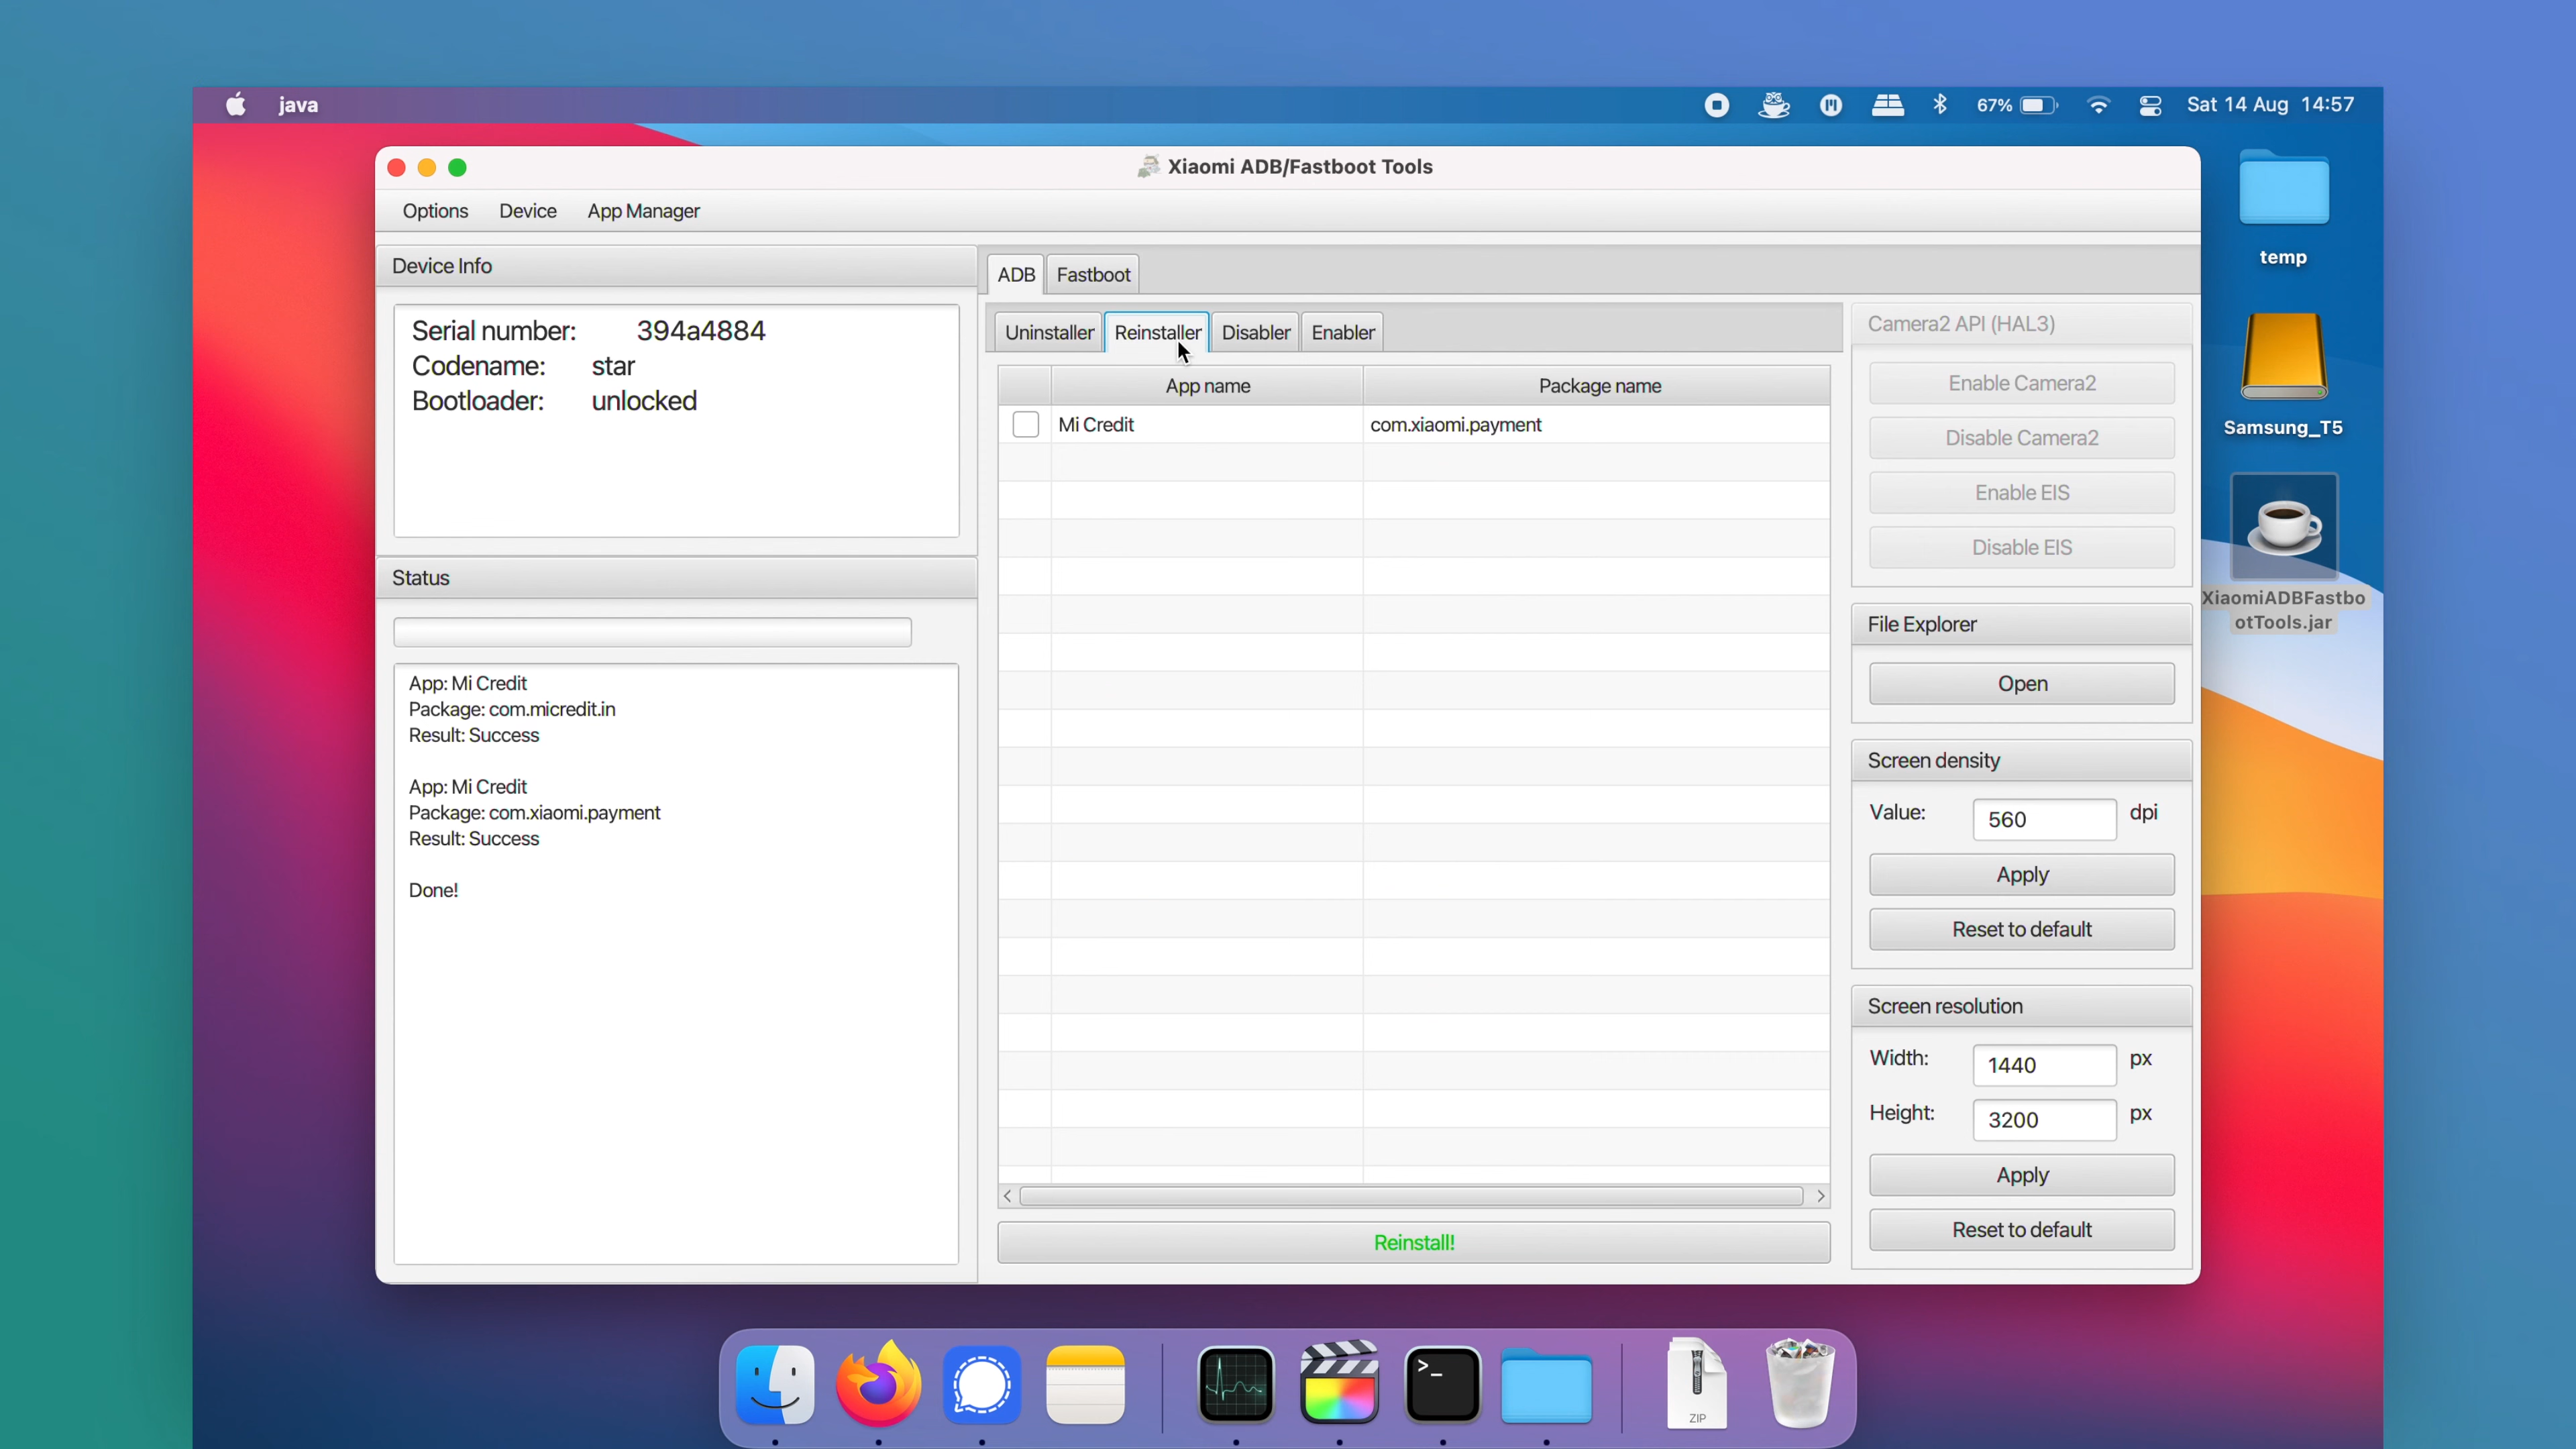 java
67%
Sat 14 Aug 14:57
Xiaomi ADB/Fastboot Tools
Options Device App Manager
Device Info
Serial number: 394a4884
Codename: star
Bootloader: unlocked
Status
App: Mi Credit
Package: com.micredit.in
Result: Success
App: Mi Credit
Package: com.xiaomi.payment
Result: Success
Done!
ADB Fastboot
Uninstaller Reinstaller Disabler Enabler
App name Package name
Mi Credit com.xiaomi.payment
Reinstall!
Camera2 API (HAL3)
Enable Camera2
Disable Camera2
Enable EIS
Disable EIS
File Explorer
Open
Screen density
Value: 560 dpi
Apply
Reset to default
Screen resolution
Width: 1440 px
Height: 3200 px
Apply
Reset to default
temp
Samsung_T5
XiaomiADBFastbo
otTools.jar
>_
ZIP